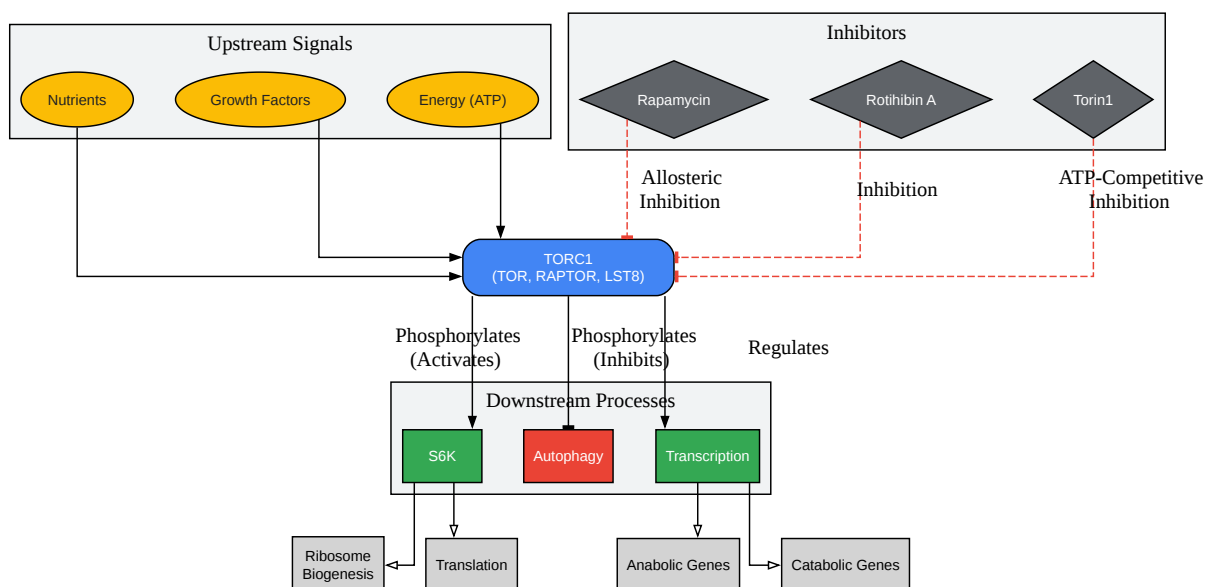 Upstream Signals
Inhibitors
Nutrients
Growth Factors
Energy (ATP)
Rapamycin
Rotihibin A
Torin1
Allosteric
Inhibition
Inhibition
ATP-Competitive
Inhibition
TORC1
(TOR, RAPTOR, LST8)
Phosphorylates
(Activates)
Phosphorylates
(Inhibits)
Regulates
Downstream Processes
S6K
Autophagy
Transcription
Ribosome
Biogenesis
Translation
Anabolic Genes
Catabolic Genes